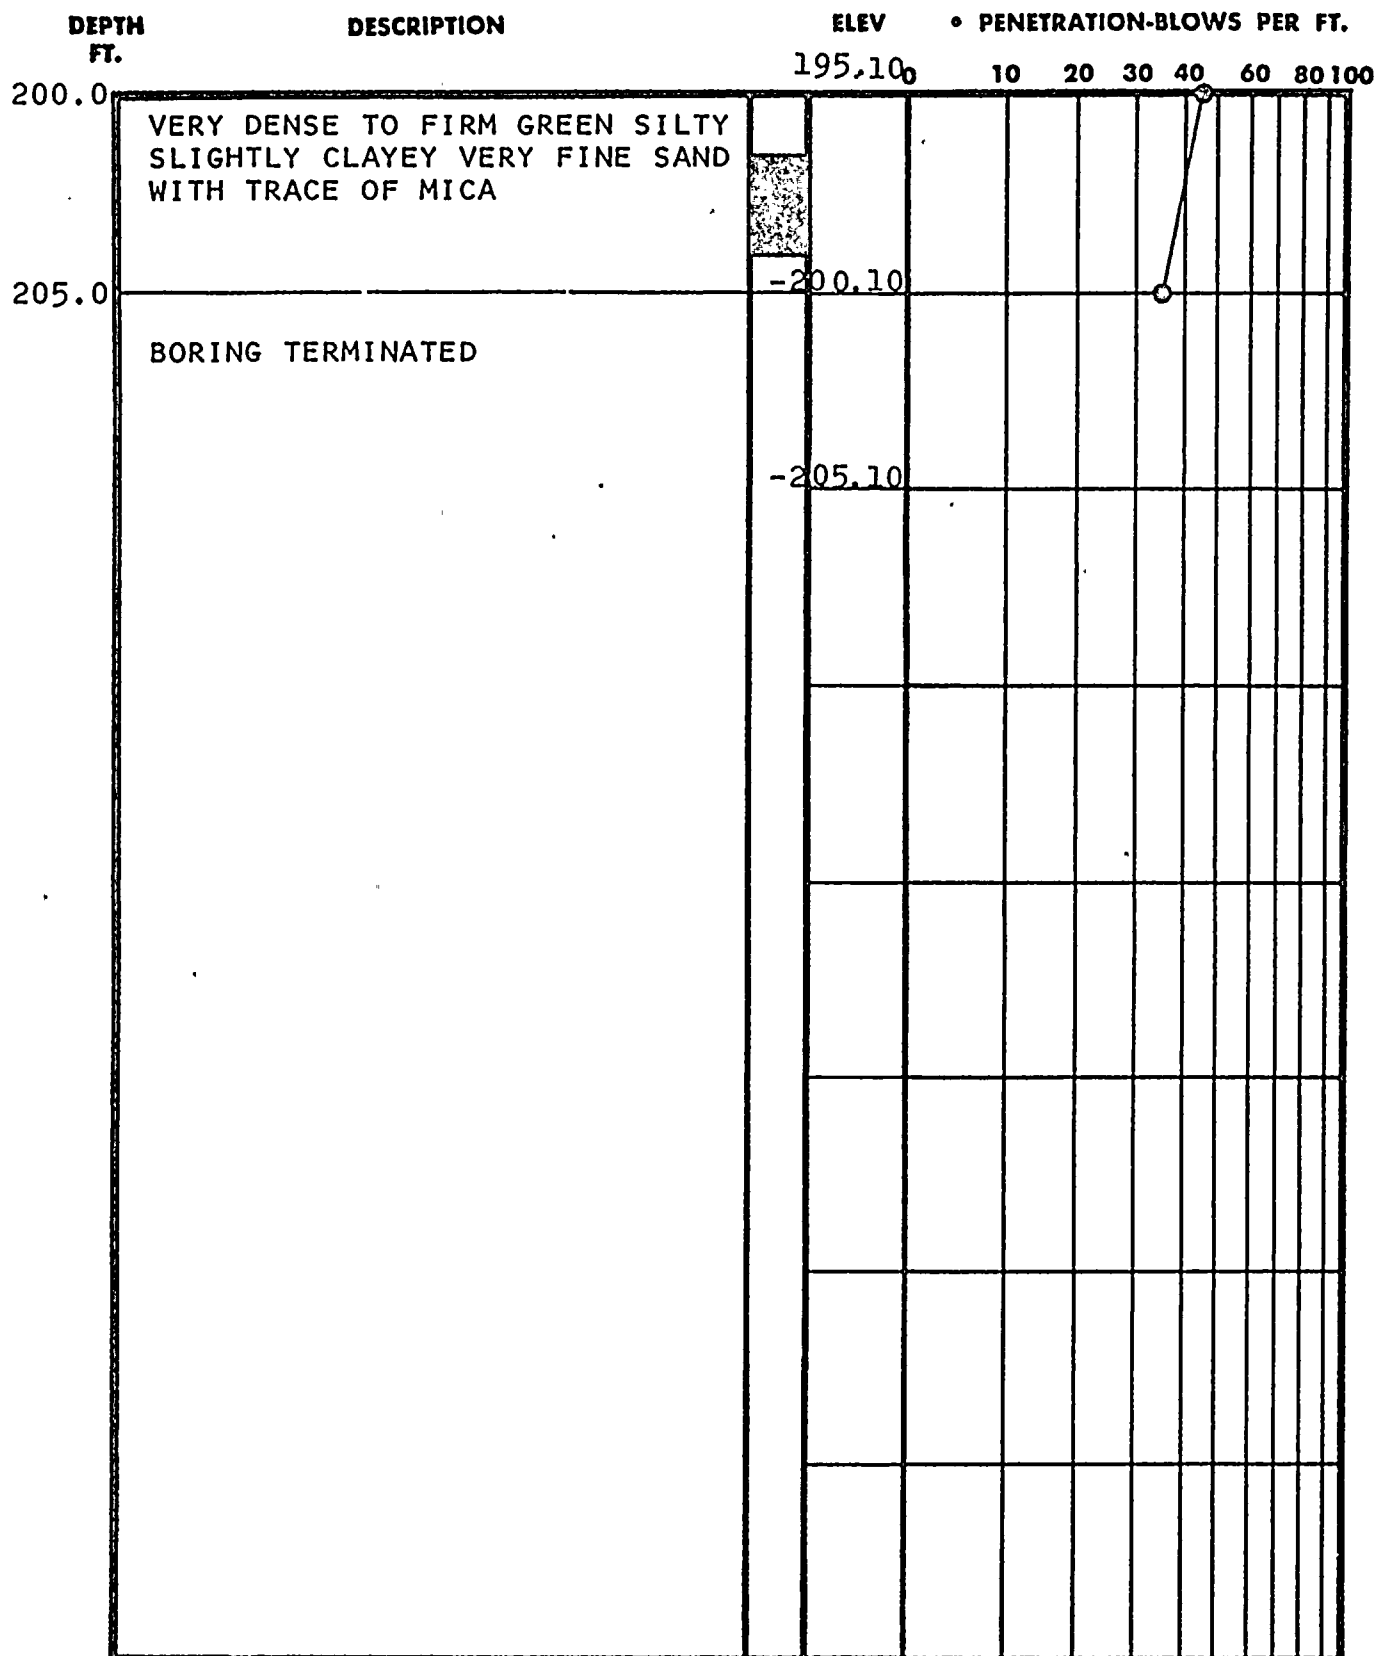 DEPTH FT.
DESCRIPTION
ELEV
PENETRATION-BLOWS PER FT.
195.10
0 10 20 30 40 60 80 100
200.0
VERY DENSE TO FIRM GREEN SILTY
SLIGHTLY CLAYEY VERY FINE SAND
WITH TRACE OF MICA
-200.10
205.0
BORING TERMINATED
-205.10